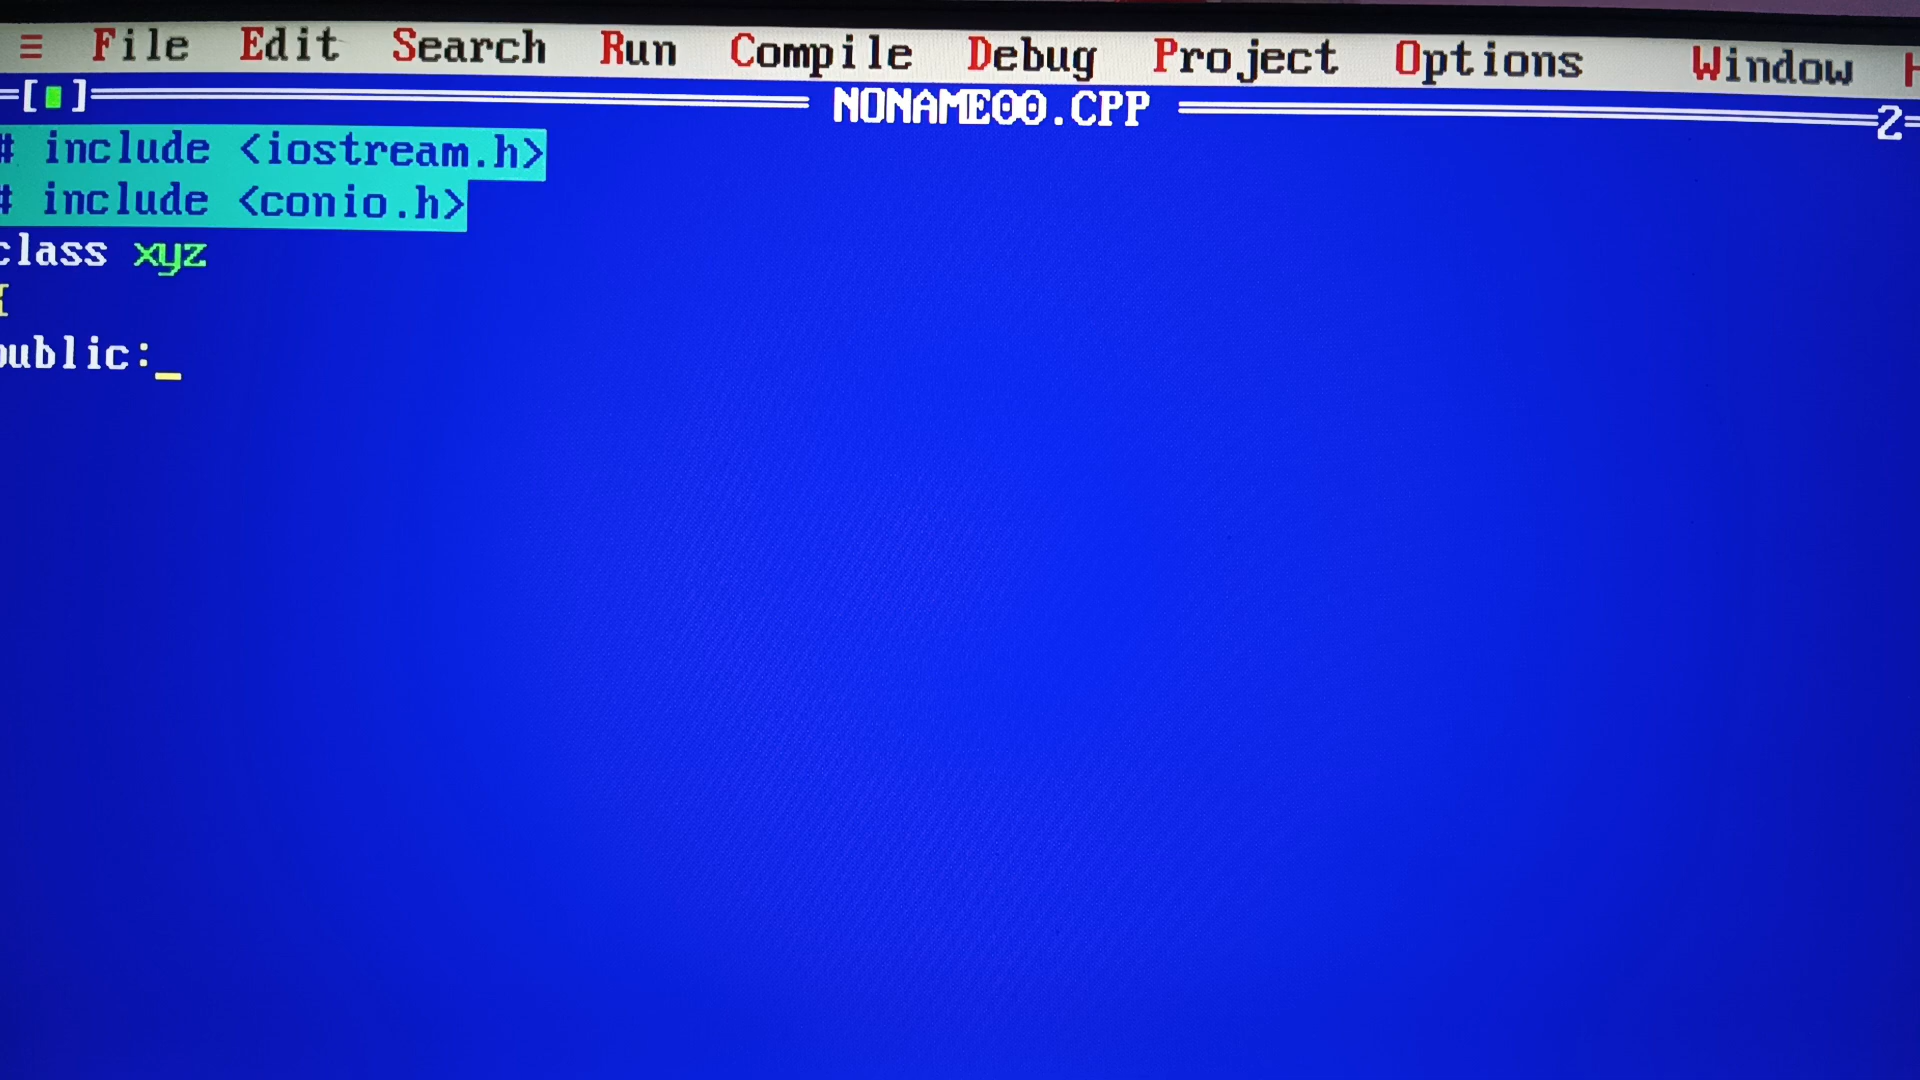 ≡ File Edit Search Run Compile Debug Project Options Window H
[■] NONAME00.CPP 2
# include <iostream.h>
# include <conio.h>
class xyz
{
public:_